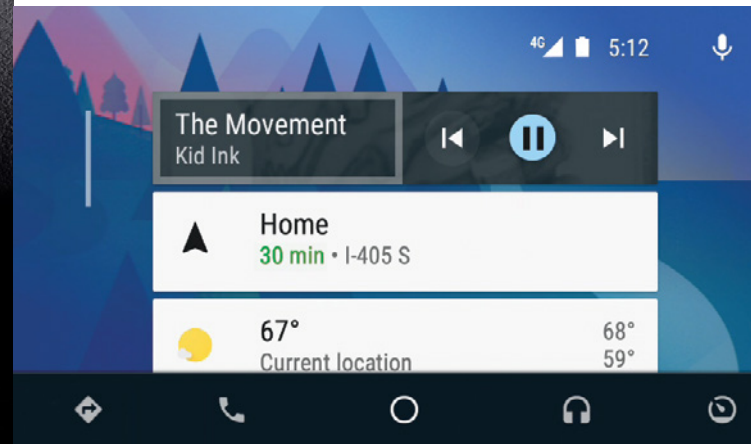 4G 5:12
The Movement
Kid Ink
Home
30 min • I-405 S
67° 68°
Current location 59°